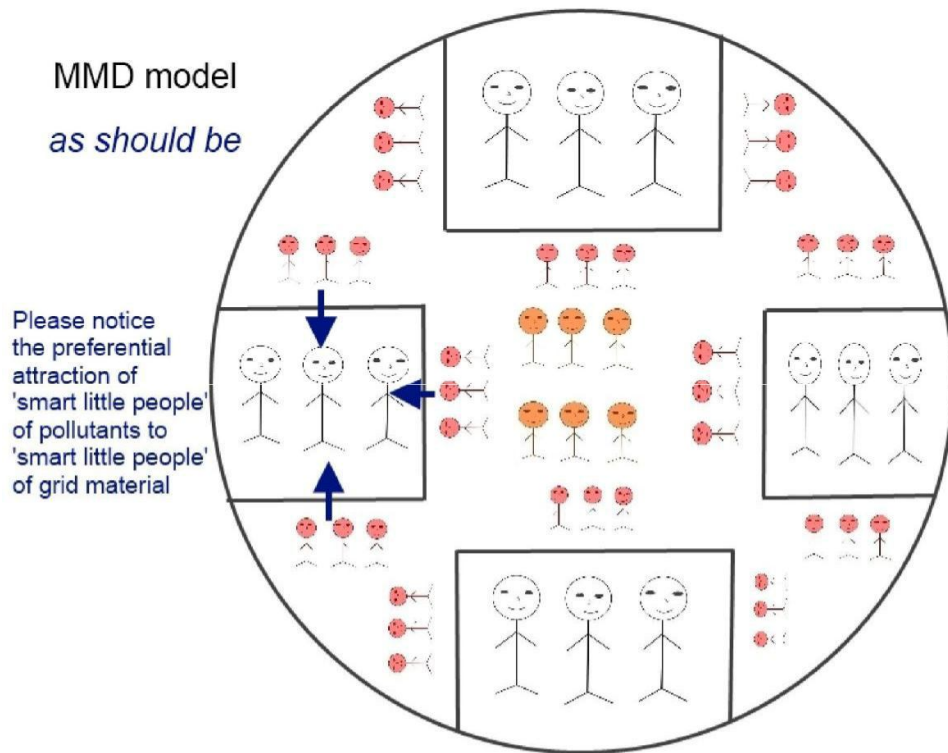 MMD model
as should be
Please notice
the preferential
attraction of
'smart little people'
of pollutants to
'smart little people'
of grid material